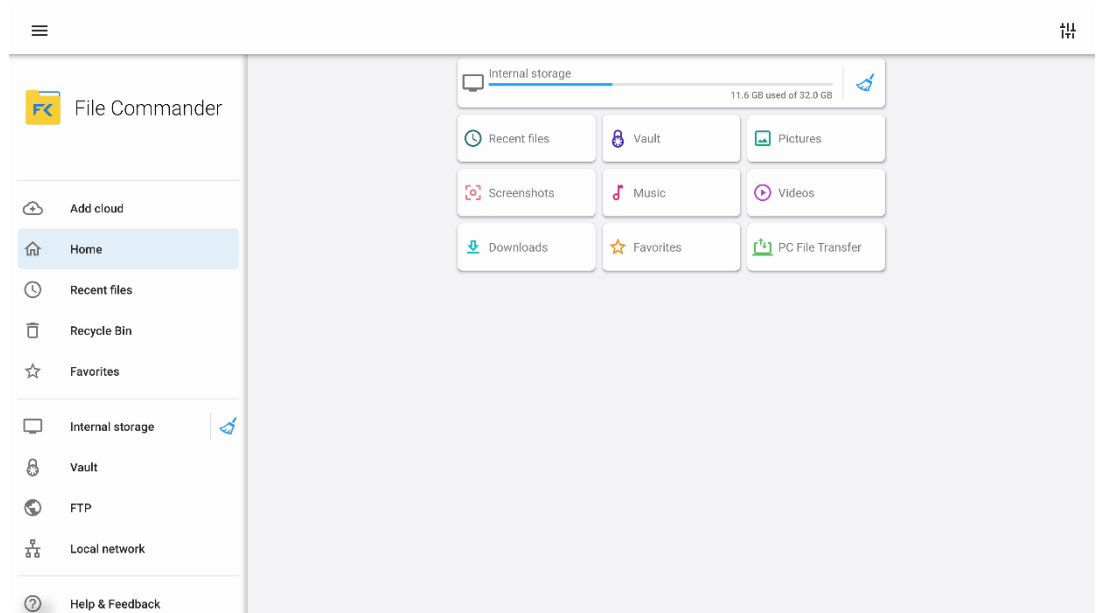 File Commander
Add cloud
Home
Recent files
Recycle Bin
Favorites
Internal storage
Vault
FTP
Local network
Help & Feedback
Internal storage
11.6 GB used of 32.0 GB
Recent files
Vault
Pictures
Screenshots
Music
Videos
Downloads
Favorites
PC File Transfer